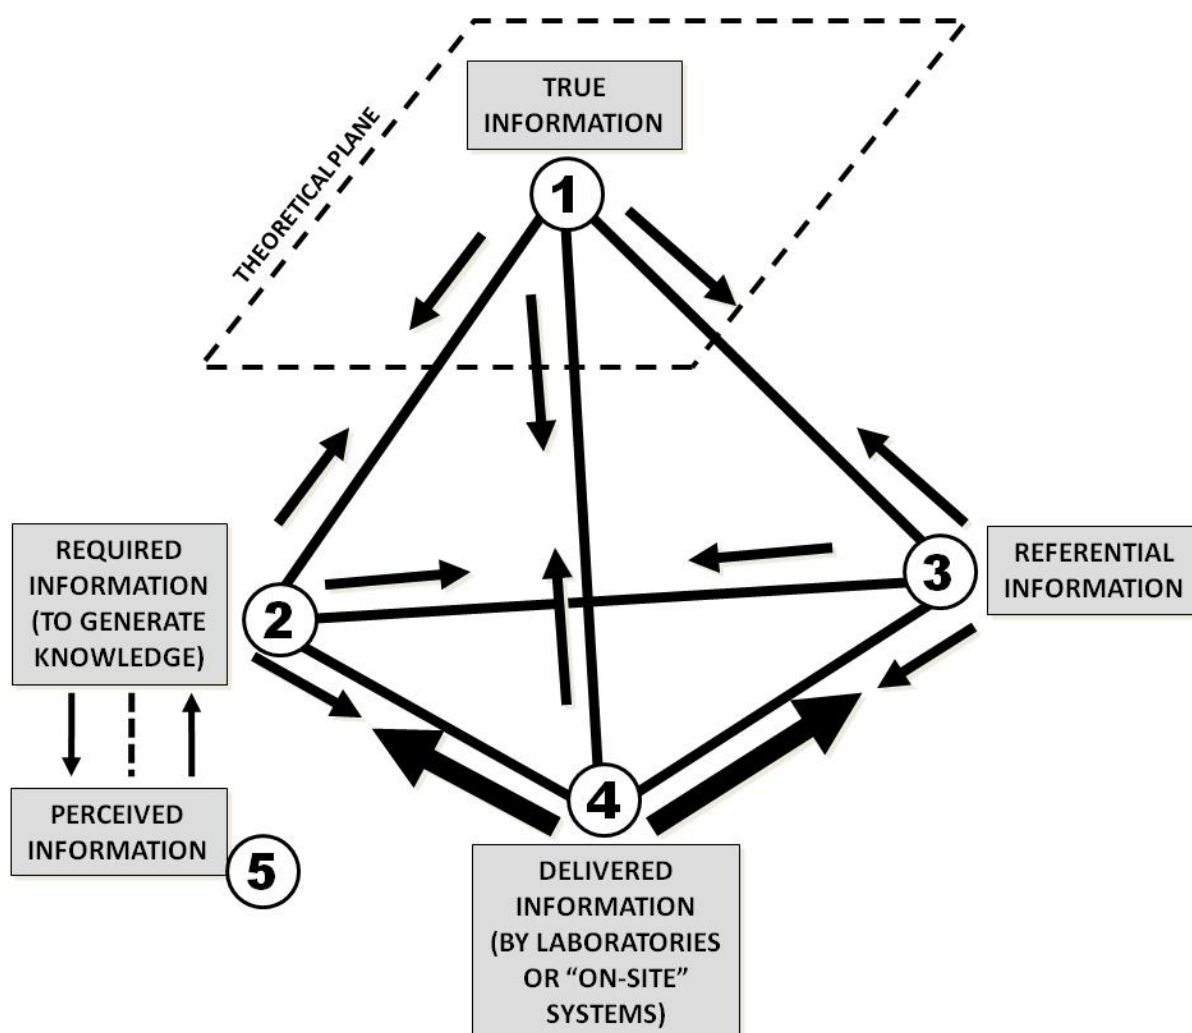 THEORETICAL PLANE
TRUE
INFORMATION
1
REQUIRED
INFORMATION
(TO GENERATE
KNOWLEDGE)
2
3
REFERENTIAL
INFORMATION
PERCEIVED
INFORMATION
5
4
DELIVERED
INFORMATION
(BY LABORATORIES
OR “ON-SITE”
SYSTEMS)